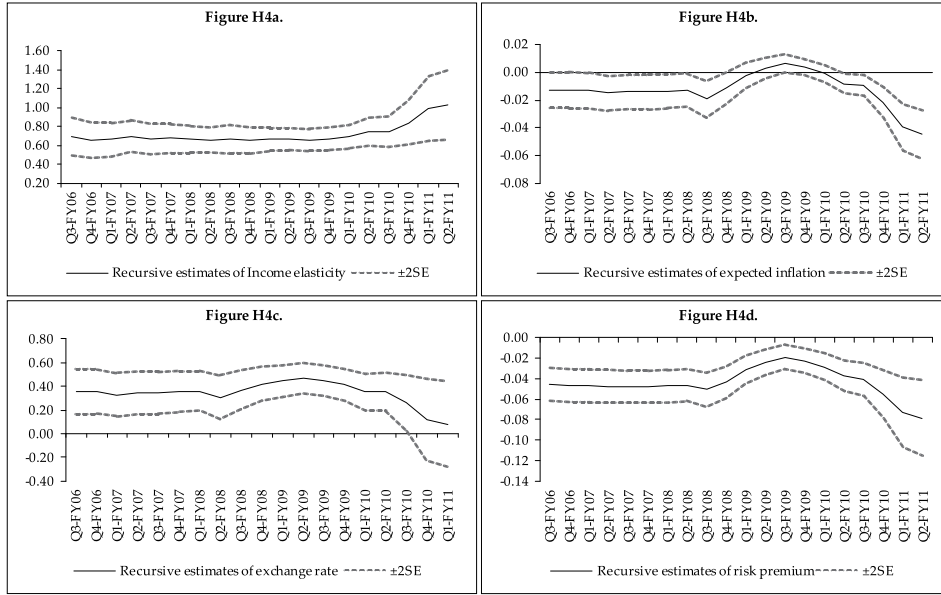 Figure H4a.
1.60
1.40
1.20
1.00
0.80
0.60
0.40
0.20
Q3-FY06
Q4-FY06
Q1-FY07
Q2-FY07
Q3-FY07
Q4-FY07
Q1-FY08
Q2-FY08
Q3-FY08
Q4-FY08
Q1-FY09
Q2-FY09
Q3-FY09
Q4-FY09
Q1-FY10
Q2-FY10
Q3-FY10
Q4-FY10
Q1-FY11
Q2-FY11
Recursive estimates of Income elasticity ±2SE
Figure H4b.
0.02
0.00
-0.02
-0.04
-0.06
-0.08
Q3-FY06
Q4-FY06
Q1-FY07
Q2-FY07
Q3-FY07
Q4-FY07
Q1-FY08
Q2-FY08
Q3-FY08
Q4-FY08
Q1-FY09
Q2-FY09
Q3-FY09
Q4-FY09
Q1-FY10
Q2-FY10
Q3-FY10
Q4-FY10
Q1-FY11
Q2-FY11
Recursive estimates of expected inflation ±2SE
Figure H4c.
0.80
0.60
0.40
0.20
0.00
-0.20
-0.40
Q3-FY06
Q4-FY06
Q1-FY07
Q2-FY07
Q3-FY07
Q4-FY07
Q1-FY08
Q2-FY08
Q3-FY08
Q4-FY08
Q1-FY09
Q2-FY09
Q3-FY09
Q4-FY09
Q1-FY10
Q2-FY10
Q3-FY10
Q4-FY10
Q1-FY11
Recursive estimates of exchange rate ±2SE
Figure H4d.
0.00
-0.02
-0.04
-0.06
-0.08
-0.10
-0.12
-0.14
Q3-FY06
Q4-FY06
Q1-FY07
Q2-FY07
Q3-FY07
Q4-FY07
Q1-FY08
Q2-FY08
Q3-FY08
Q4-FY08
Q1-FY09
Q2-FY09
Q3-FY09
Q4-FY09
Q1-FY10
Q2-FY10
Q3-FY10
Q4-FY10
Q1-FY11
Q2-FY11
Recursive estimates of risk premium ±2SE